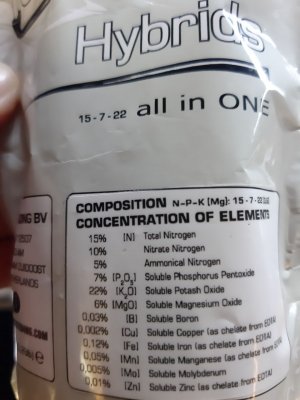 Hybrids
15-7-22 all in ONE
COMPOSITION N-P-K (Mg): 15-7-22
CONCENTRATION OF ELEMENTS
15% [N] Total Nitrogen
10% Nitrate Nitrogen
5% Ammonical Nitrogen
7% [P₂O₅] Soluble Phosphorus Pentoxide
22% [K₂O] Soluble Potash Oxide
6% [MgO] Soluble Magnesium Oxide
0,03% [B] Soluble Boron
0,002% [Cu] Soluble Copper (as chelate from EDTA)
0,12% [Fe] Soluble Iron (as chelate from EDTA)
0,05% [Mn] Soluble Manganese (as chelate from EDTA)
0,005% [Mo] Soluble Molybdenum
0,01% [Zn] Soluble Zinc (as chelate from EDTA)
BV
ZUIDOOST